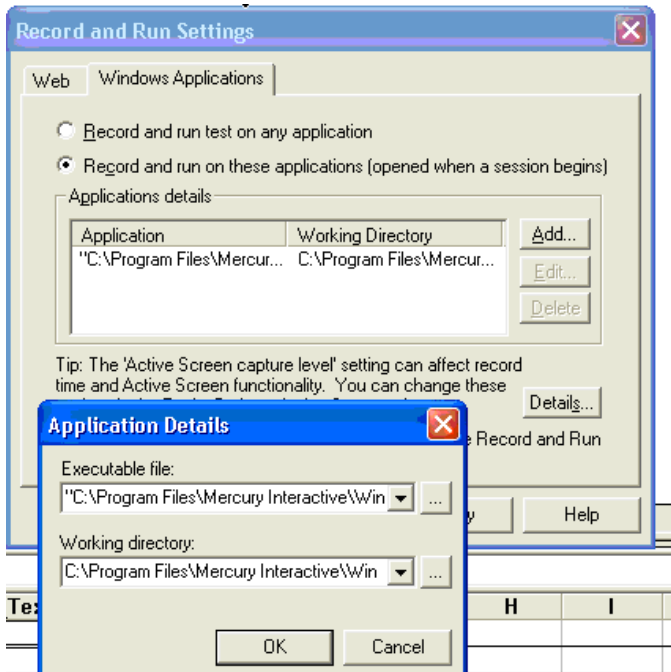 Record and Run Settings
Web Windows Applications
Record and run test on any application
Record and run on these applications (opened when a session begins)
Applications details
Application Working Directory Add...
"C:\Program Files\Mercur... C:\Program Files\Mercur...
Edit...
Delete
Tip: The 'Active Screen capture level' setting can affect record
time and Active Screen functionality. You can change these
Details...
Record and Run
Help
Application Details
Executable file:
"C:\Program Files\Mercury Interactive\Win ...
Working directory:
C:\Program Files\Mercury Interactive\Win ...
H I
OK Cancel